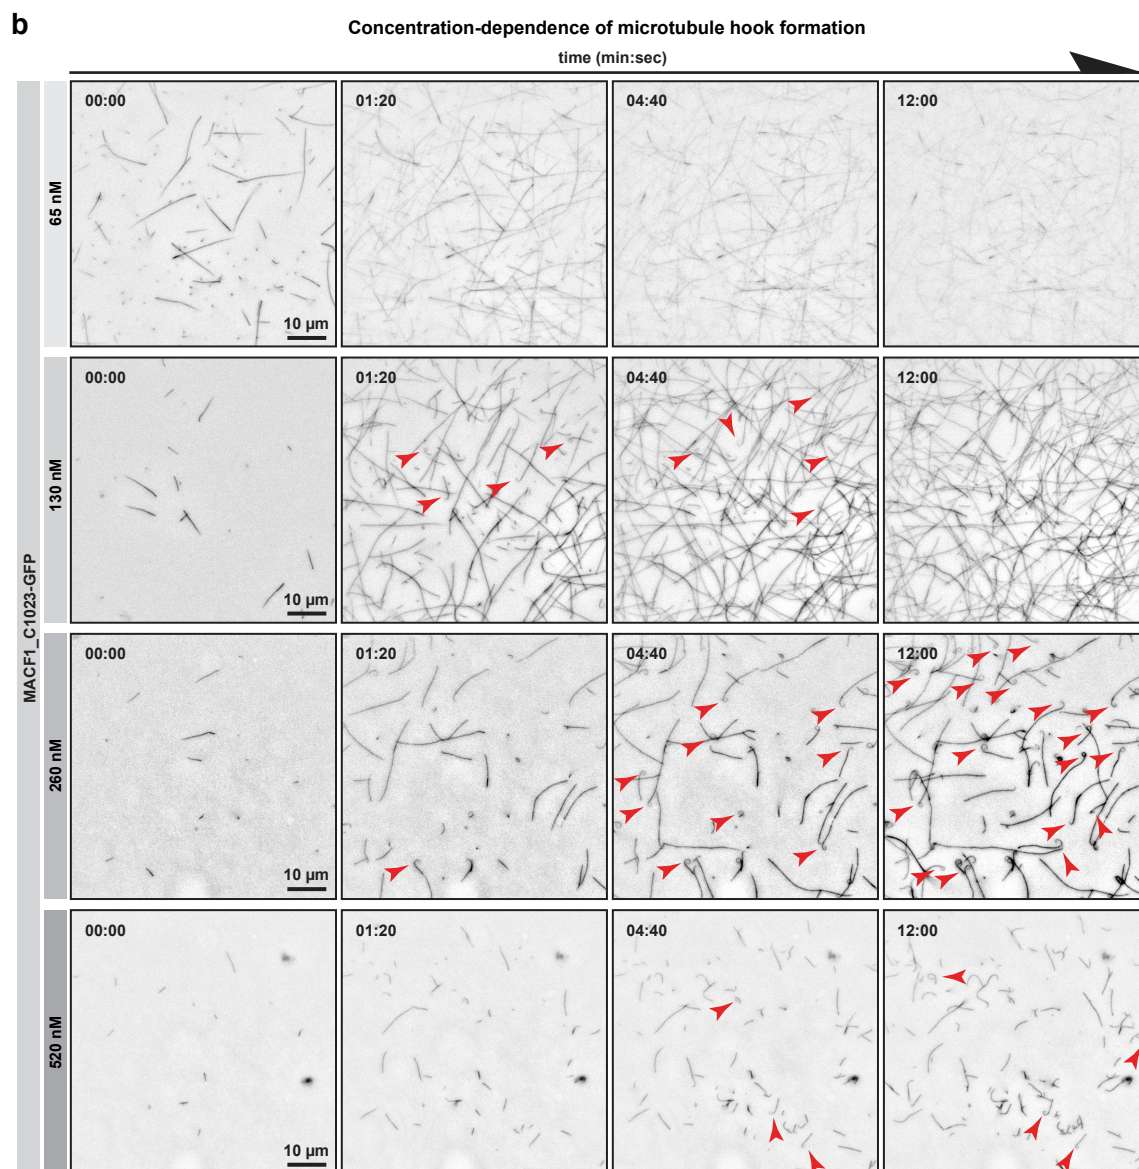 b
Concentration-dependence of microtubule hook formation
time (min:sec)
MACF1_C1023-GFP
65 nM
00:00
01:20
04:40
12:00
10 µm
130 nM
00:00
01:20
04:40
12:00
10 µm
260 nM
00:00
01:20
04:40
12:00
10 µm
520 nM
00:00
01:20
04:40
12:00
10 µm